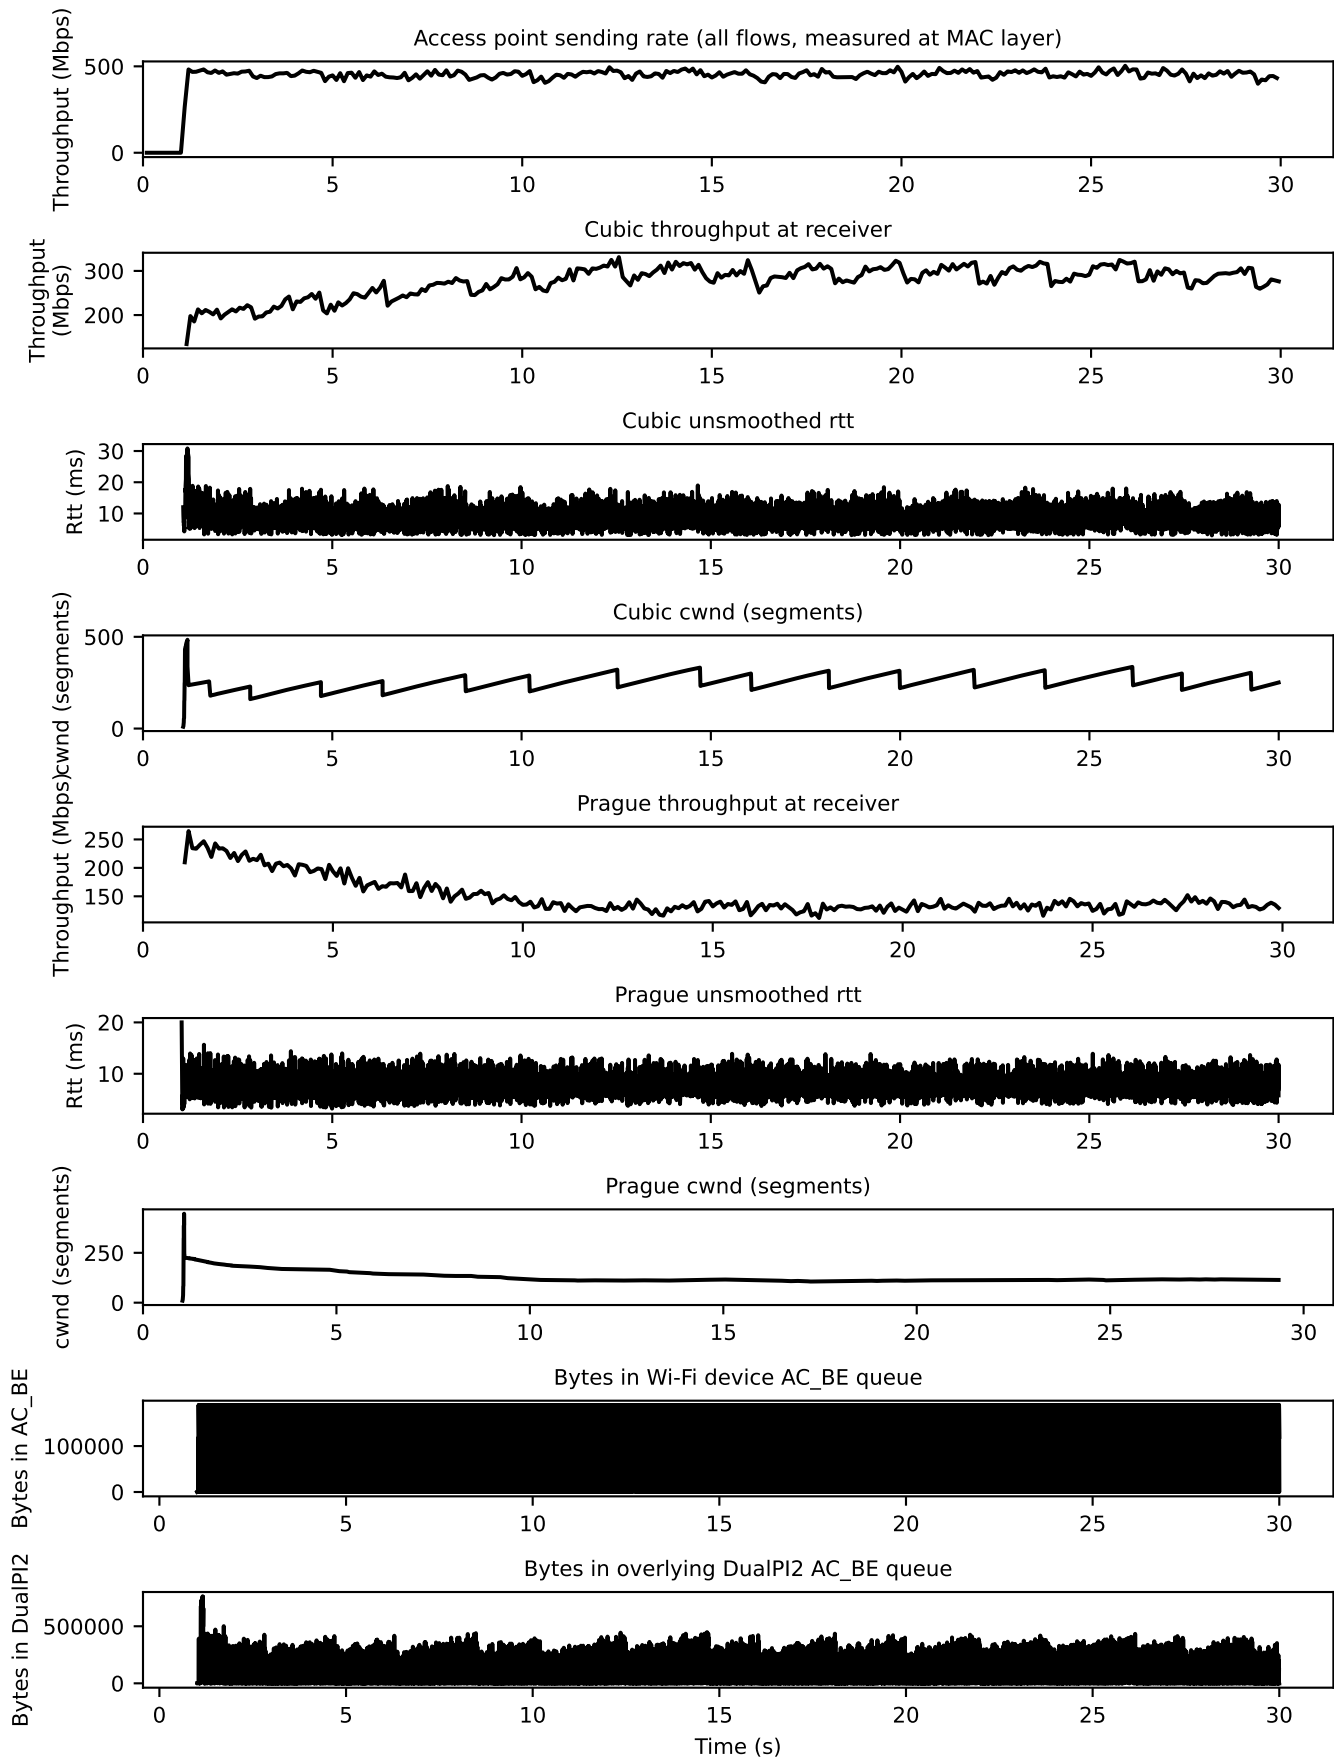 Access point sending rate (all flows, measured at MAC layer)
Throughput (Mbps)
500
0
0 5 10 15 20 25 30
Cubic throughput at receiver
Throughput
(Mbps)
300
200
0 5 10 15 20 25 30
Cubic unsmoothed rtt
Rtt (ms)
30
20
10
0 5 10 15 20 25 30
Cubic cwnd (segments)
cwnd (segments)
500
0
0 5 10 15 20 25 30
Prague throughput at receiver
Throughput (Mbps)
250
200
150
0 5 10 15 20 25 30
Prague unsmoothed rtt
Rtt (ms)
20
10
0 5 10 15 20 25 30
Prague cwnd (segments)
cwnd (segments)
250
0
0 5 10 15 20 25 30
Bytes in Wi-Fi device AC_BE queue
Bytes in AC_BE
100000
0
0 5 10 15 20 25 30
Bytes in overlying DualPI2 AC_BE queue
Bytes in DualPI2
500000
0
0 5 10 15 20 25 30
Time (s)